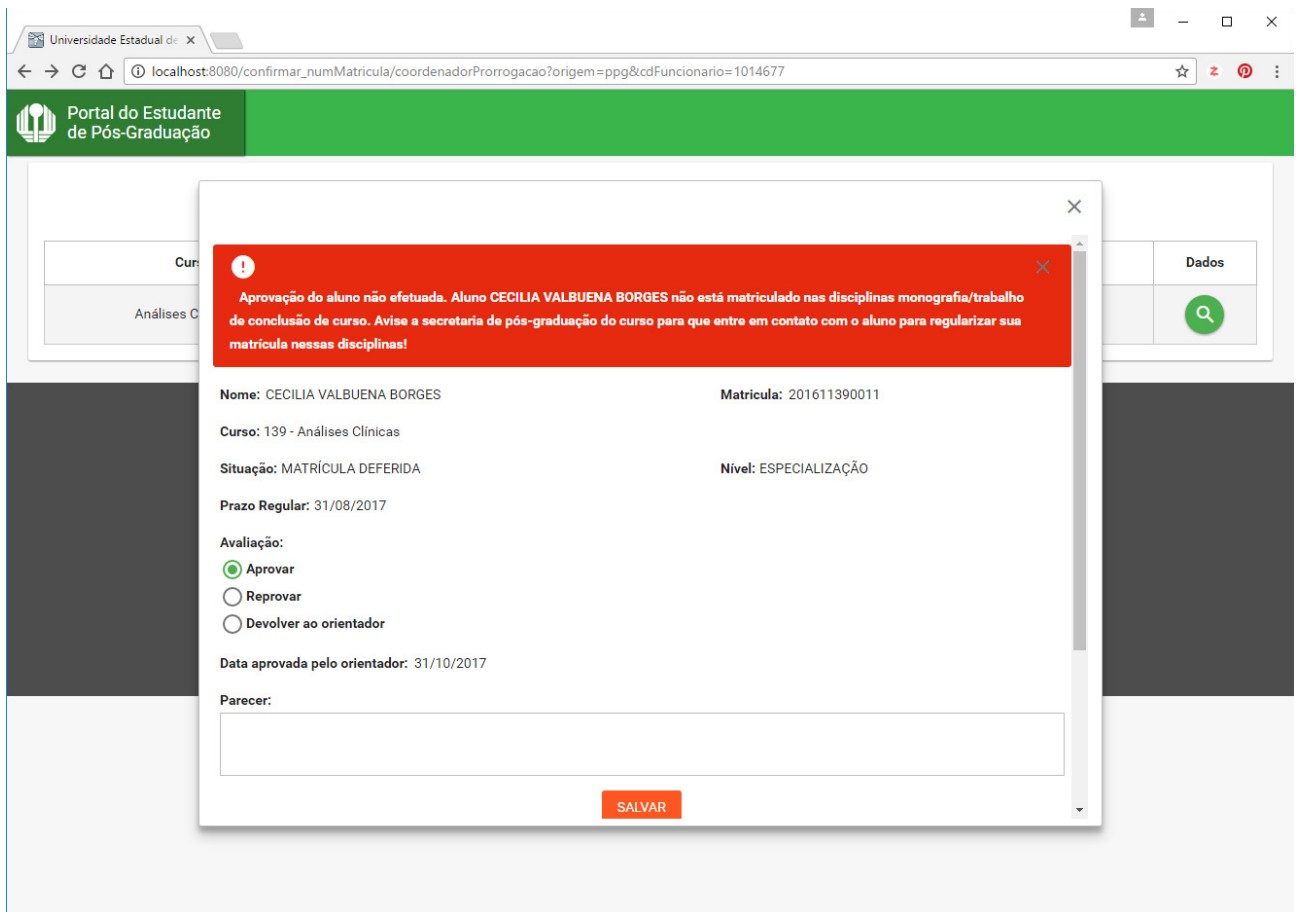 Universidade Estadual de
localhost:8080/confirmar_numMatricula/coordenadorProrrogacao?origem=ppg&cdFuncionario=1014677
Portal do Estudante
de Pós-Graduação
Curs
Dados
Análises C
Aprovação do aluno não efetuada. Aluno CECILIA VALBUENA BORGES não está matriculado nas disciplinas monografia/trabalho
de conclusão de curso. Avise a secretaria de pós-graduação do curso para que entre em contato com o aluno para regularizar sua
matrícula nessas disciplinas!
Nome: CECILIA VALBUENA BORGES Matricula: 201611390011
Curso: 139 - Análises Clínicas
Situação: MATRÍCULA DEFERIDA Nível: ESPECIALIZAÇÃO
Prazo Regular: 31/08/2017
Avaliação:
Aprovar
Reprovar
Devolver ao orientador
Data aprovada pelo orientador: 31/10/2017
Parecer:
SALVAR